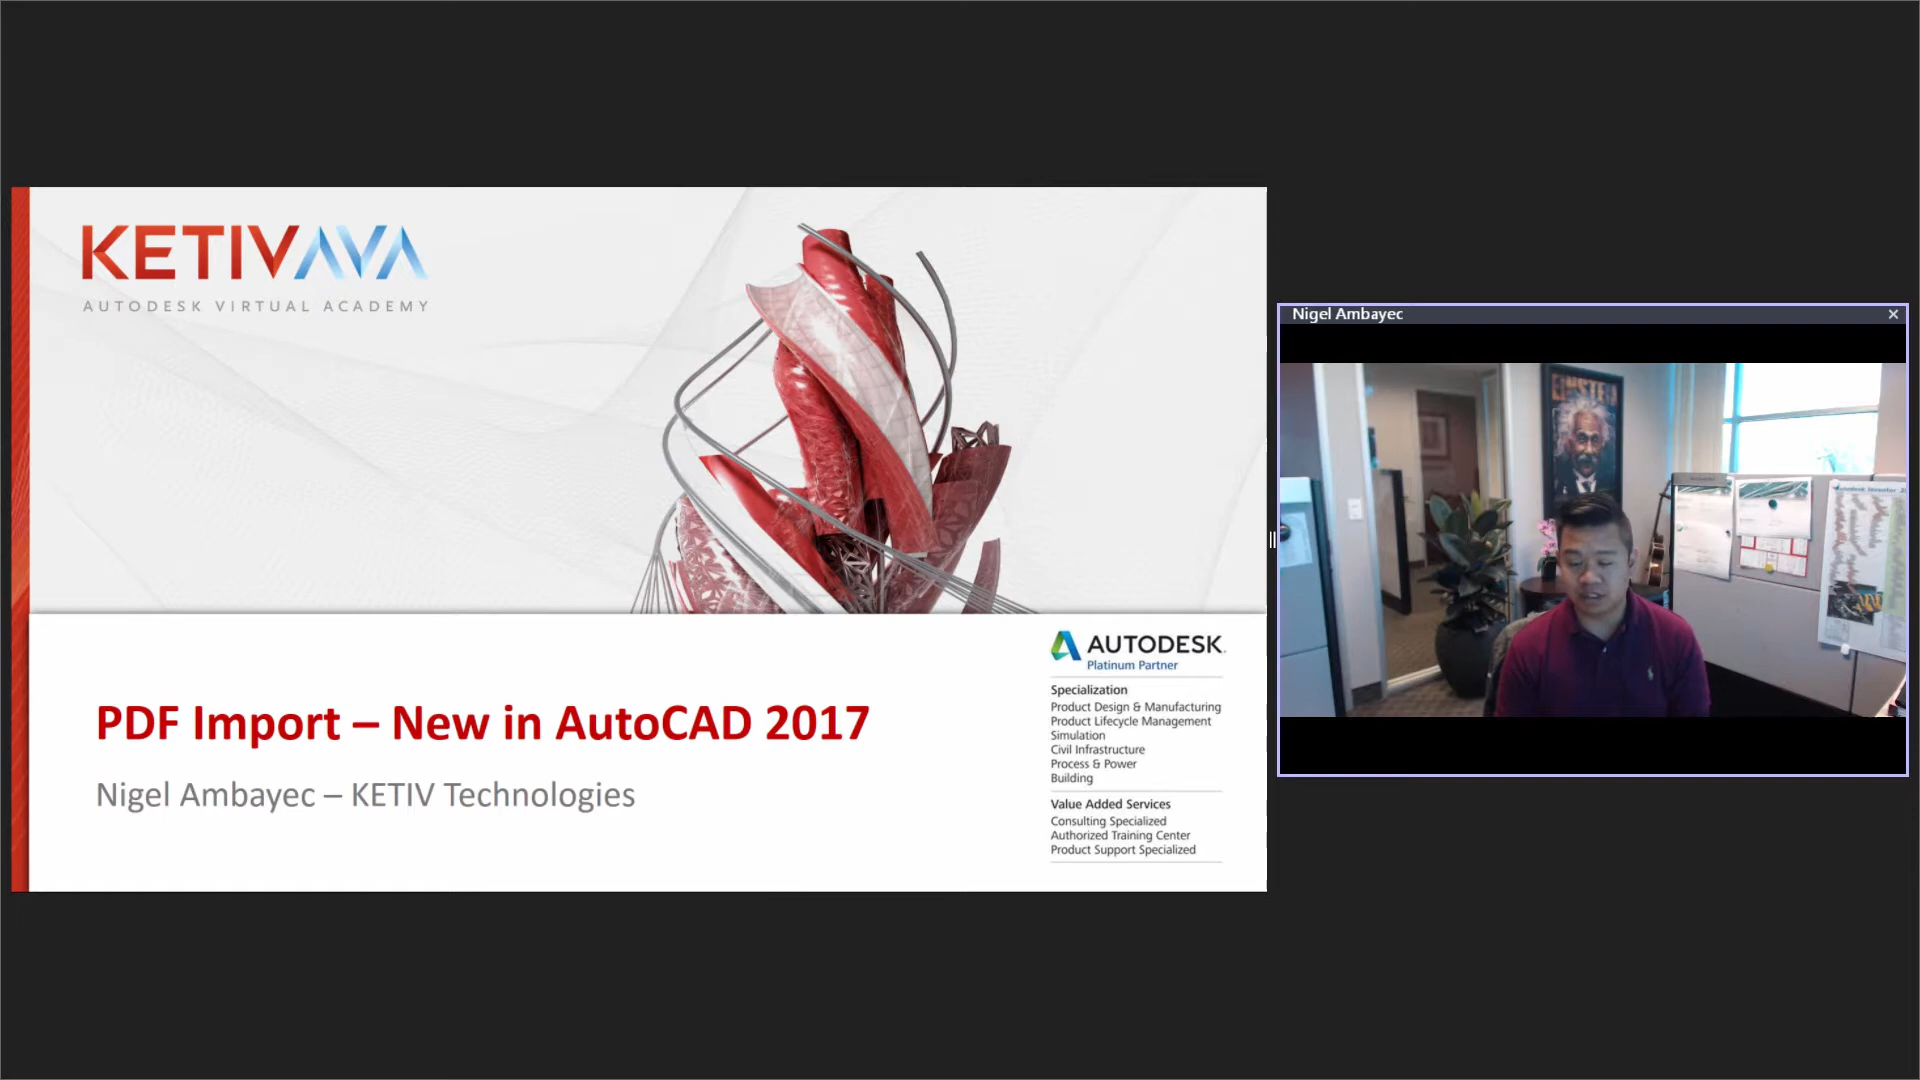 KETIVAVA
AUTODESK VIRTUAL ACADEMY
PDF Import – New in AutoCAD 2017
Nigel Ambayec – KETIV Technologies
AUTODESK.
Platinum Partner
Specialization
Product Design & Manufacturing
Product Lifecycle Management
Simulation
Civil Infrastructure
Process & Power
Building
Value Added Services
Consulting Specialized
Authorized Training Center
Product Support Specialized
Nigel Ambayec
EINSTEIN